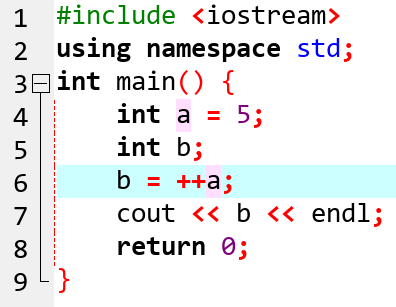 1 #include <iostream>
2 using namespace std;
3 int main() {
4     int a = 5;
5     int b;
6     b = ++a;
7     cout << b << endl;
8     return 0;
9 }